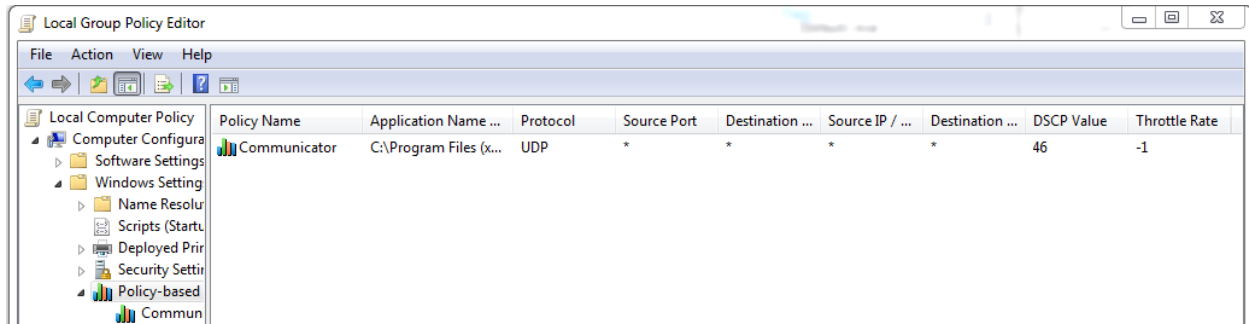 Local Group Policy Editor
File Action View Help
Local Computer Policy
Computer Configura
Software Settings
Windows Setting
Name Resolu
Scripts (Startu
Deployed Prin
Security Settin
Policy-based
Commun
Policy Name Application Name ... Protocol Source Port Destination ... Source IP / ... Destination ... DSCP Value Throttle Rate
Communicator C:\Program Files (x... UDP * * * * 46 -1